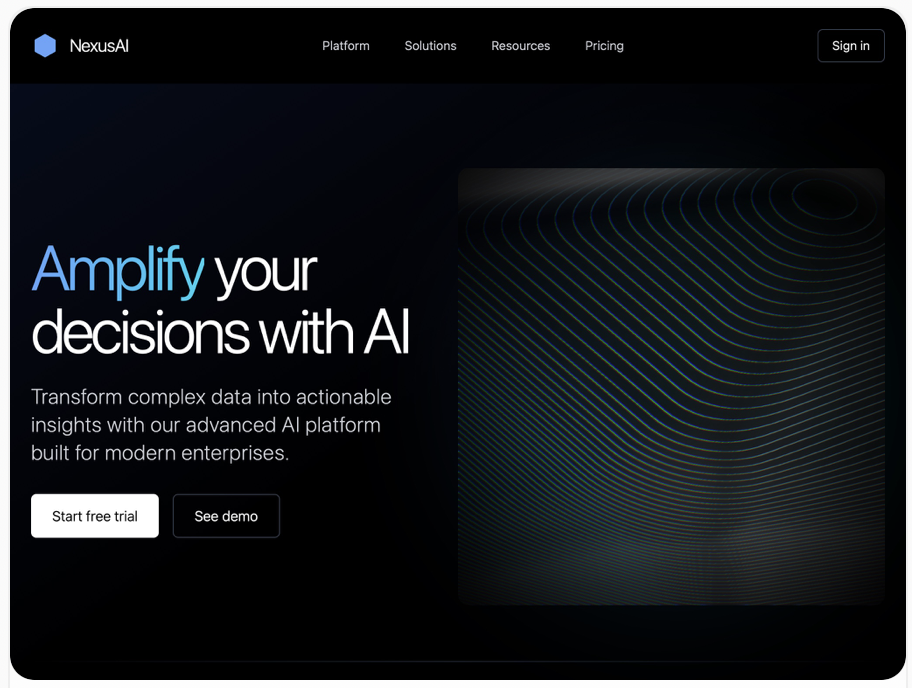 NexusAI
Platform
Solutions
Resources
Pricing
Sign in
Amplify your
decisions with AI
Transform complex data into actionable
insights with our advanced AI platform
built for modern enterprises.
Start free trial
See demo